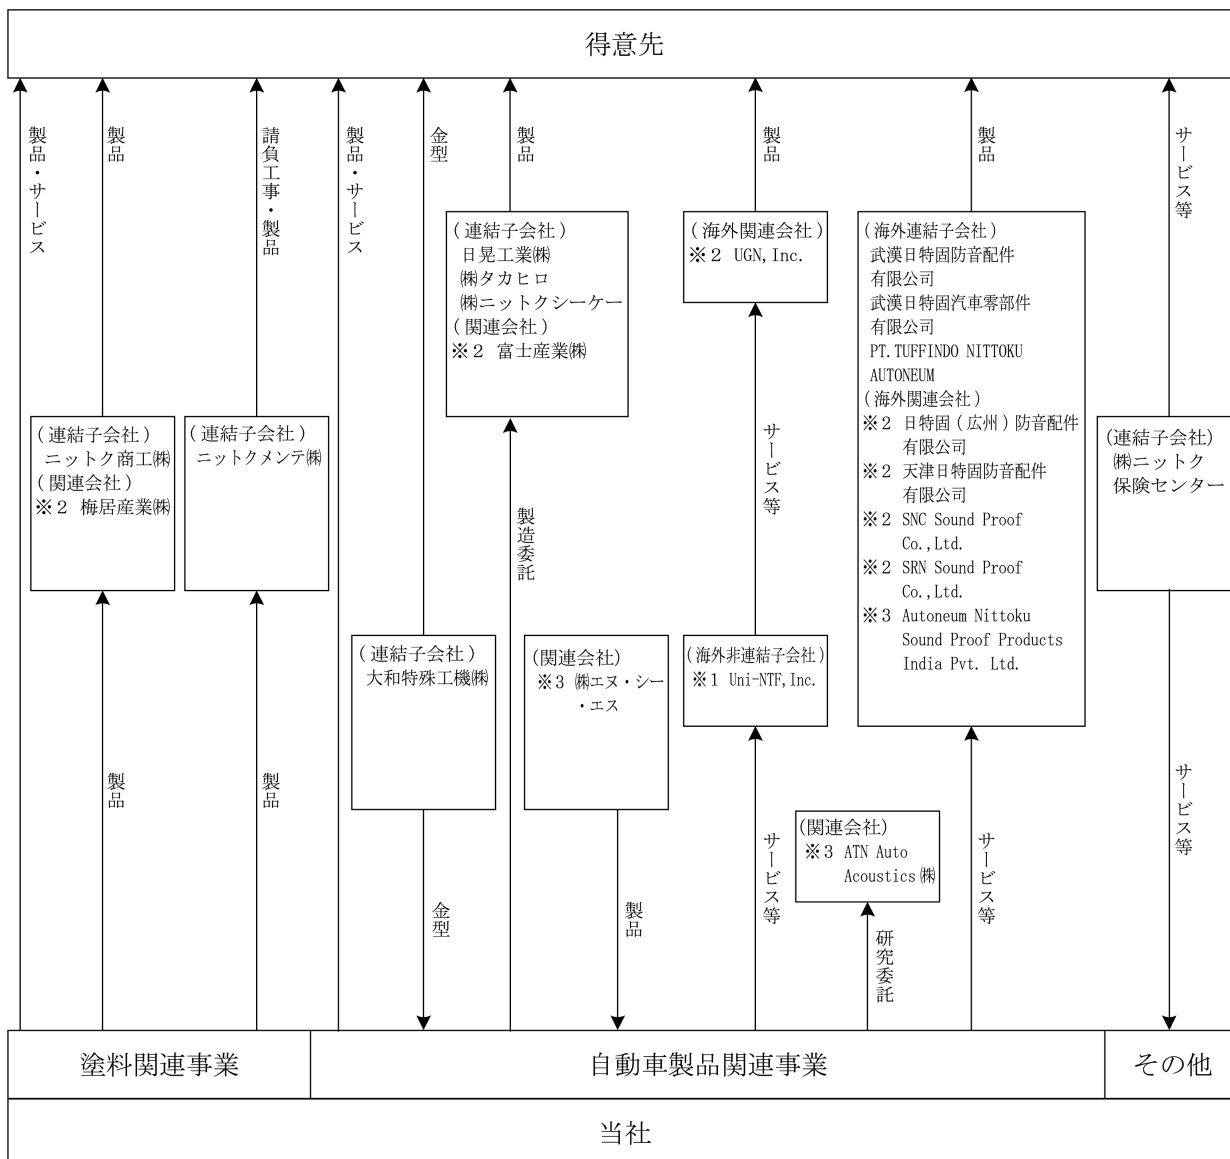 得意先
製品・サービス
製品
請負工事・製品
製品・サービス
金型
製品
製品
製品
サービス等
(連結子会社)
日晃工業㈱
㈱タカヒロ
㈱ニットクシーケー
(関連会社)
※2 富士産業㈱
(海外関連会社)
※2 UGN, Inc.
(海外連結子会社)
武漢日特固防音配件
有限公司
武漢日特固汽車零部件
有限公司
PT. TUFFINDO NITTOKU
AUTONEUM
(海外関連会社)
※2 日特固(広州)防音配件
有限公司
※2 天津日特固防音配件
有限公司
※2 SNC Sound Proof
Co., Ltd.
※2 SRN Sound Proof
Co., Ltd.
※3 Autoneum Nittoku
Sound Proof Products
India Pvt. Ltd.
(連結子会社)
ニットク商工㈱
(関連会社)
※2 梅居産業㈱
(連結子会社)
ニットクメンテ㈱
(連結子会社)
㈱ニットク
保険センター
製造委託
サービス等
(連結子会社)
大和特殊工機㈱
(関連会社)
※3 ㈱エヌ・シー
・エス
(海外非連結子会社)
※1 Uni-NTF, Inc.
製品
製品
サービス等
(関連会社)
※3 ATN Auto
Acoustics㈱
金型
製品
サービス等
研究委託
サービス等
塗料関連事業
自動車製品関連事業
その他
当社